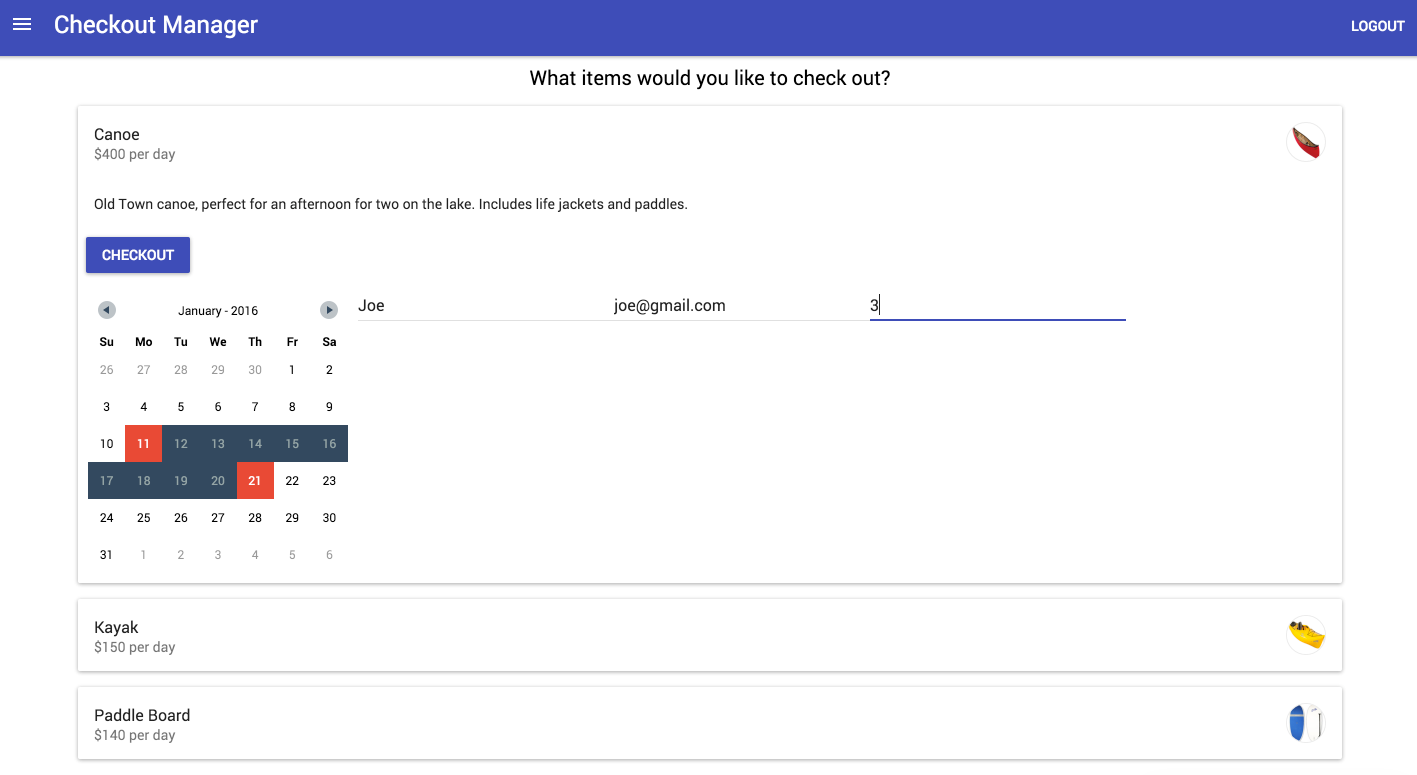 Checkout Manager
LOGOUT
What items would you like to check out?
Canoe
$400 per day
Old Town canoe, perfect for an afternoon for two on the lake. Includes life jackets and paddles.
CHECKOUT
January - 2016
Joe joe@gmail.com 3
Su Mo Tu We Th Fr Sa
26 27 28 29 30 1 2
3 4 5 6 7 8 9
10 11 12 13 14 15 16
17 18 19 20 21 22 23
24 25 26 27 28 29 30
31 1 2 3 4 5 6
Kayak
$150 per day
Paddle Board
$140 per day